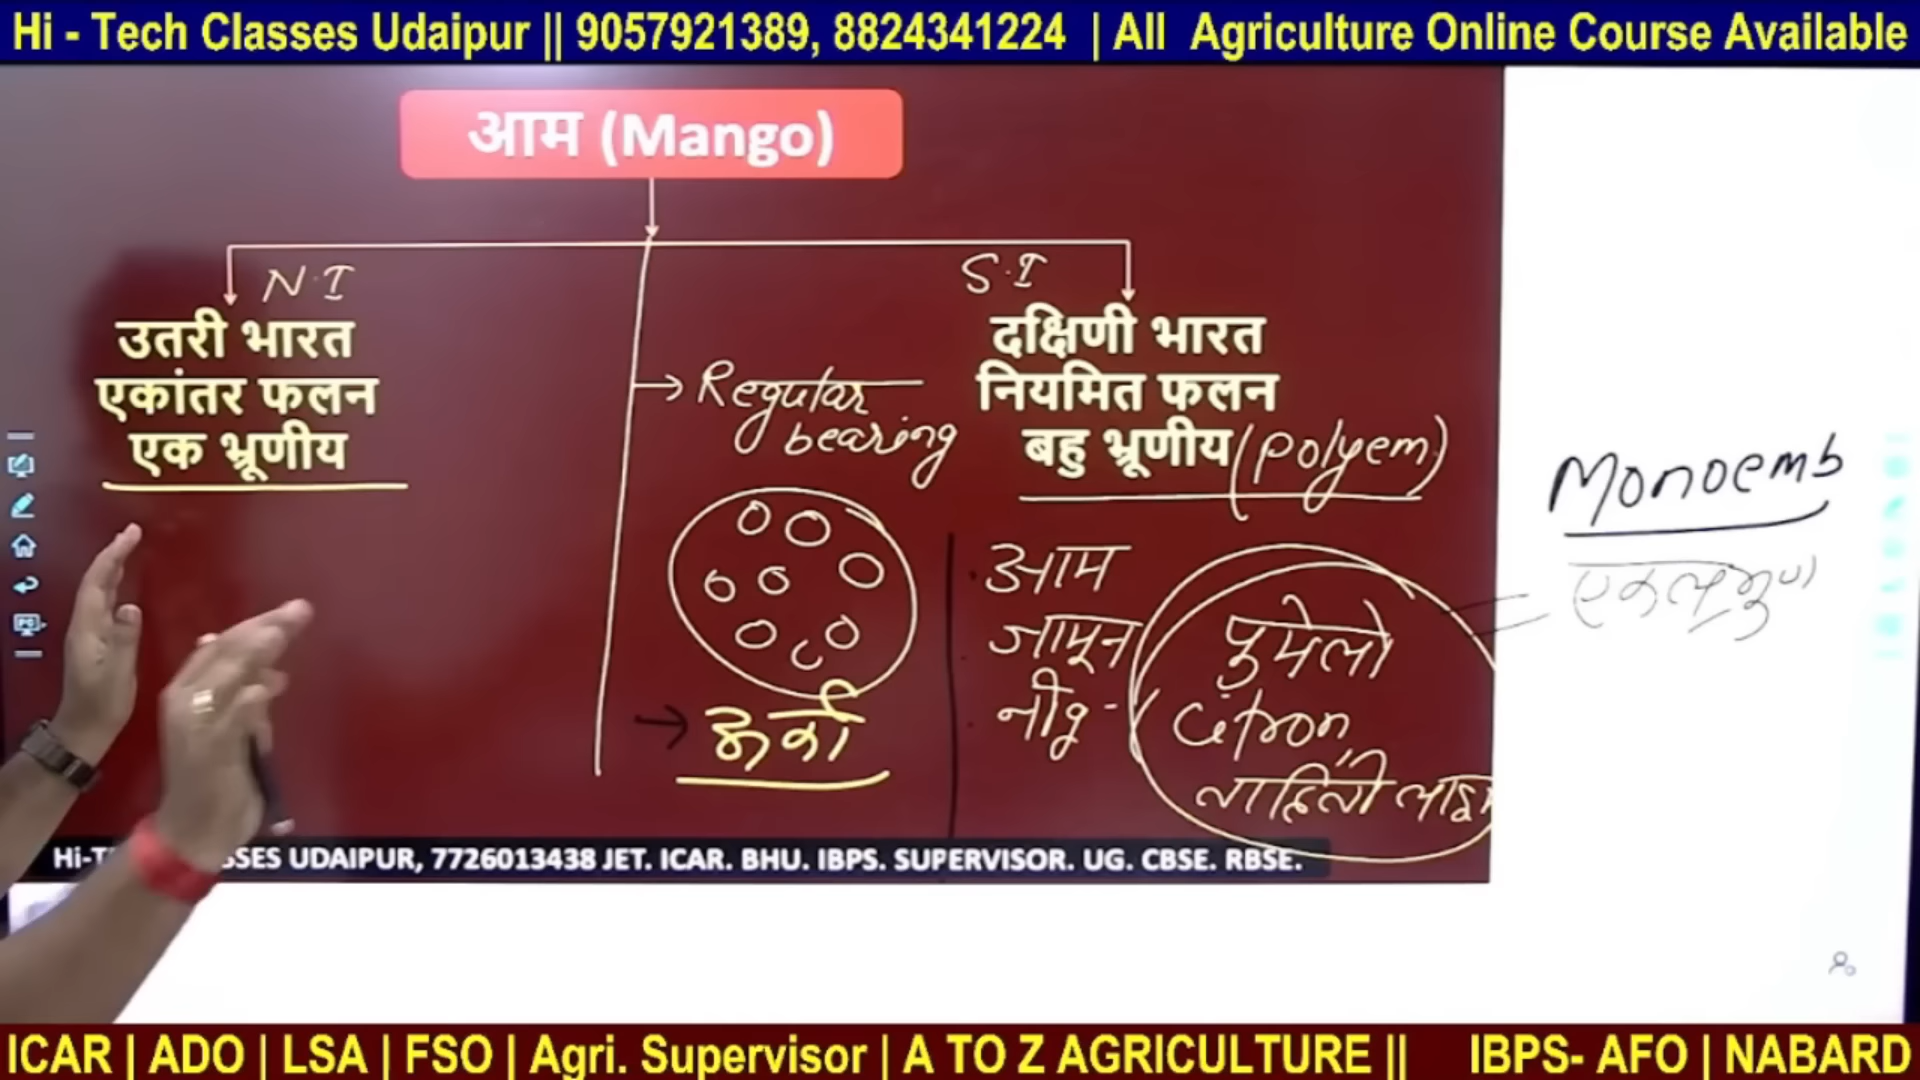 Hi - Tech Classes Udaipur || 9057921389, 8824341224 | All Agriculture Online Course Available
आम (Mango)
N.I
उतरी भारत
एकांतर फलन
एक भ्रूणीय
S.I
दक्षिणी भारत
नियमित फलन
बहु भ्रूणीय (polyem)
→ Regular
bearing
आम
जामून
नीबू -
पुमेलो
Monoemb
SSES UDAIPUR, 7726013438 JET. ICAR. BHU. IBPS. SUPERVISOR. UG. CBSE. RBSE.
ICAR | ADO | LSA | FSO | Agri. Supervisor | A TO Z AGRICULTURE || IBPS- AFO | NABARD